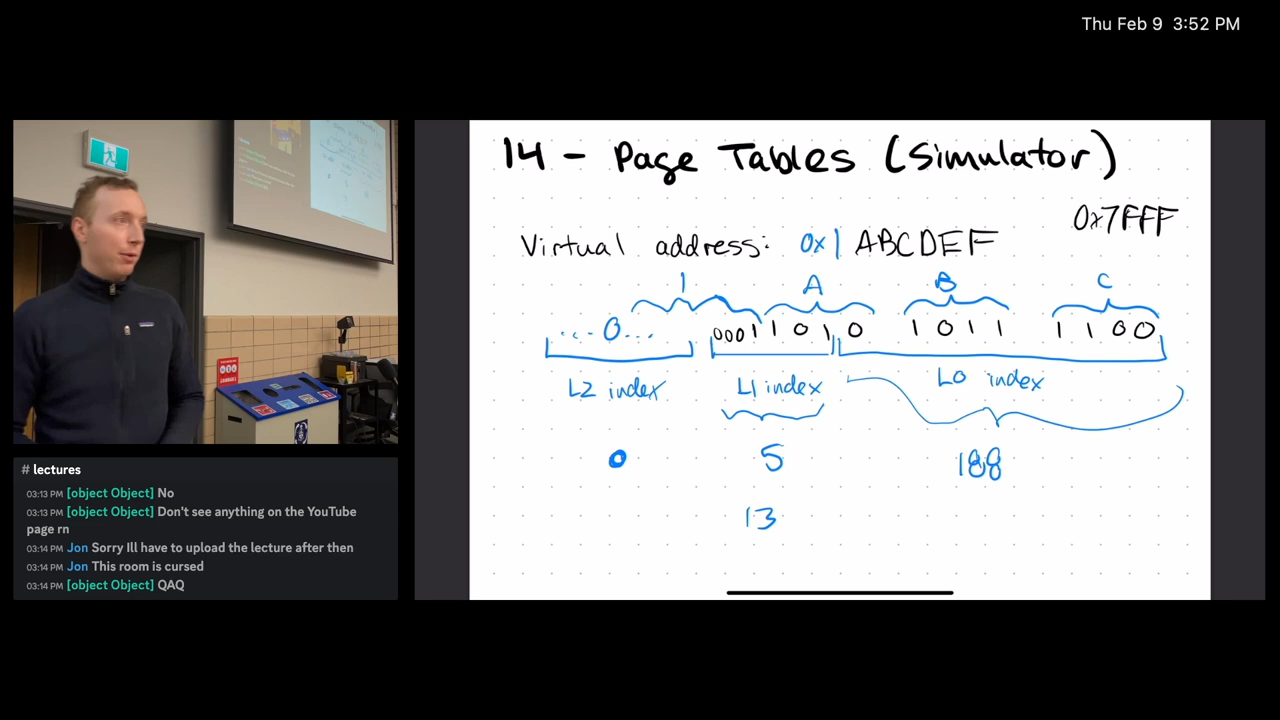 Thu Feb 9 3:52 PM
14 - Page Tables (Simulator)
0x7FFF
Virtual address: 0x1ABCDEF
1 A B C
...0... 0001 1 0 1 0 1 0 1 1 1 1 0 0
L2 index L1 index L0 index
0 5 188
13
# lectures
03:13 PM [object Object] No
03:13 PM [object Object] Don't see anything on the YouTube
page rn
03:14 PM Jon Sorry Ill have to upload the lecture after then
03:14 PM Jon This room is cursed
03:14 PM [object Object] QAQ